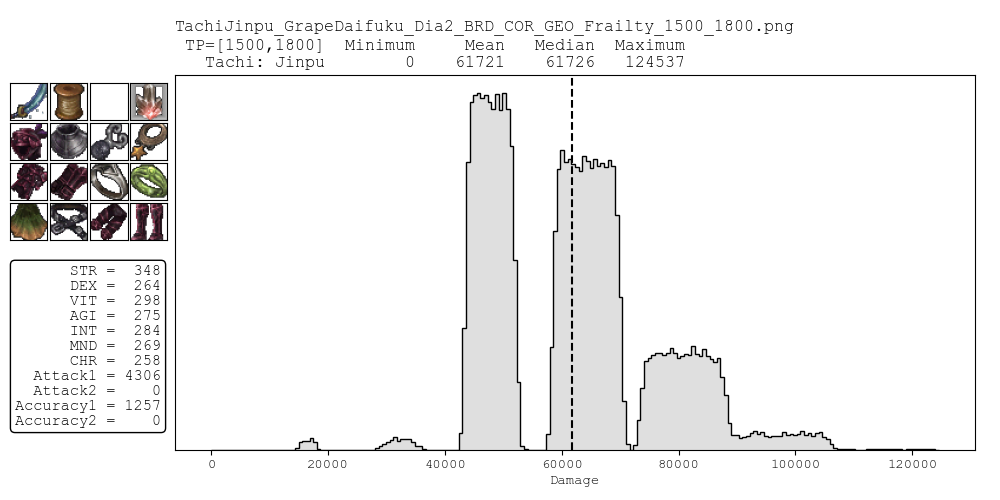 TachiJinpu_GrapeDaifuku_Dia2_BRD_COR_GEO_Frailty_1500_1800.png
TP=[1500,1800] Minimum Mean Median Maximum
Tachi: Jinpu 0 61721 61726 124537
STR = 348
DEX = 264
VIT = 298
AGI = 275
INT = 284
MND = 269
CHR = 258
Attack1 = 4306
Attack2 = 0
Accuracy1 = 1257
Accuracy2 = 0
0 20000 40000 60000 80000 100000 120000
Damage